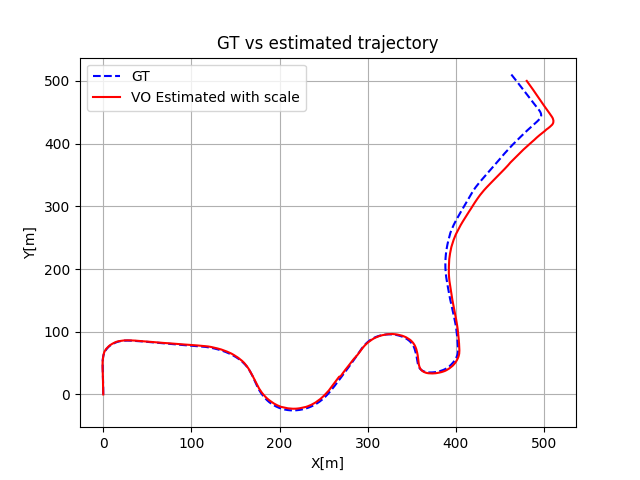 GT vs estimated trajectory
GT
VO Estimated with scale
Y[m]
500
400
300
200
100
0
0 100 200 300 400 500
X[m]